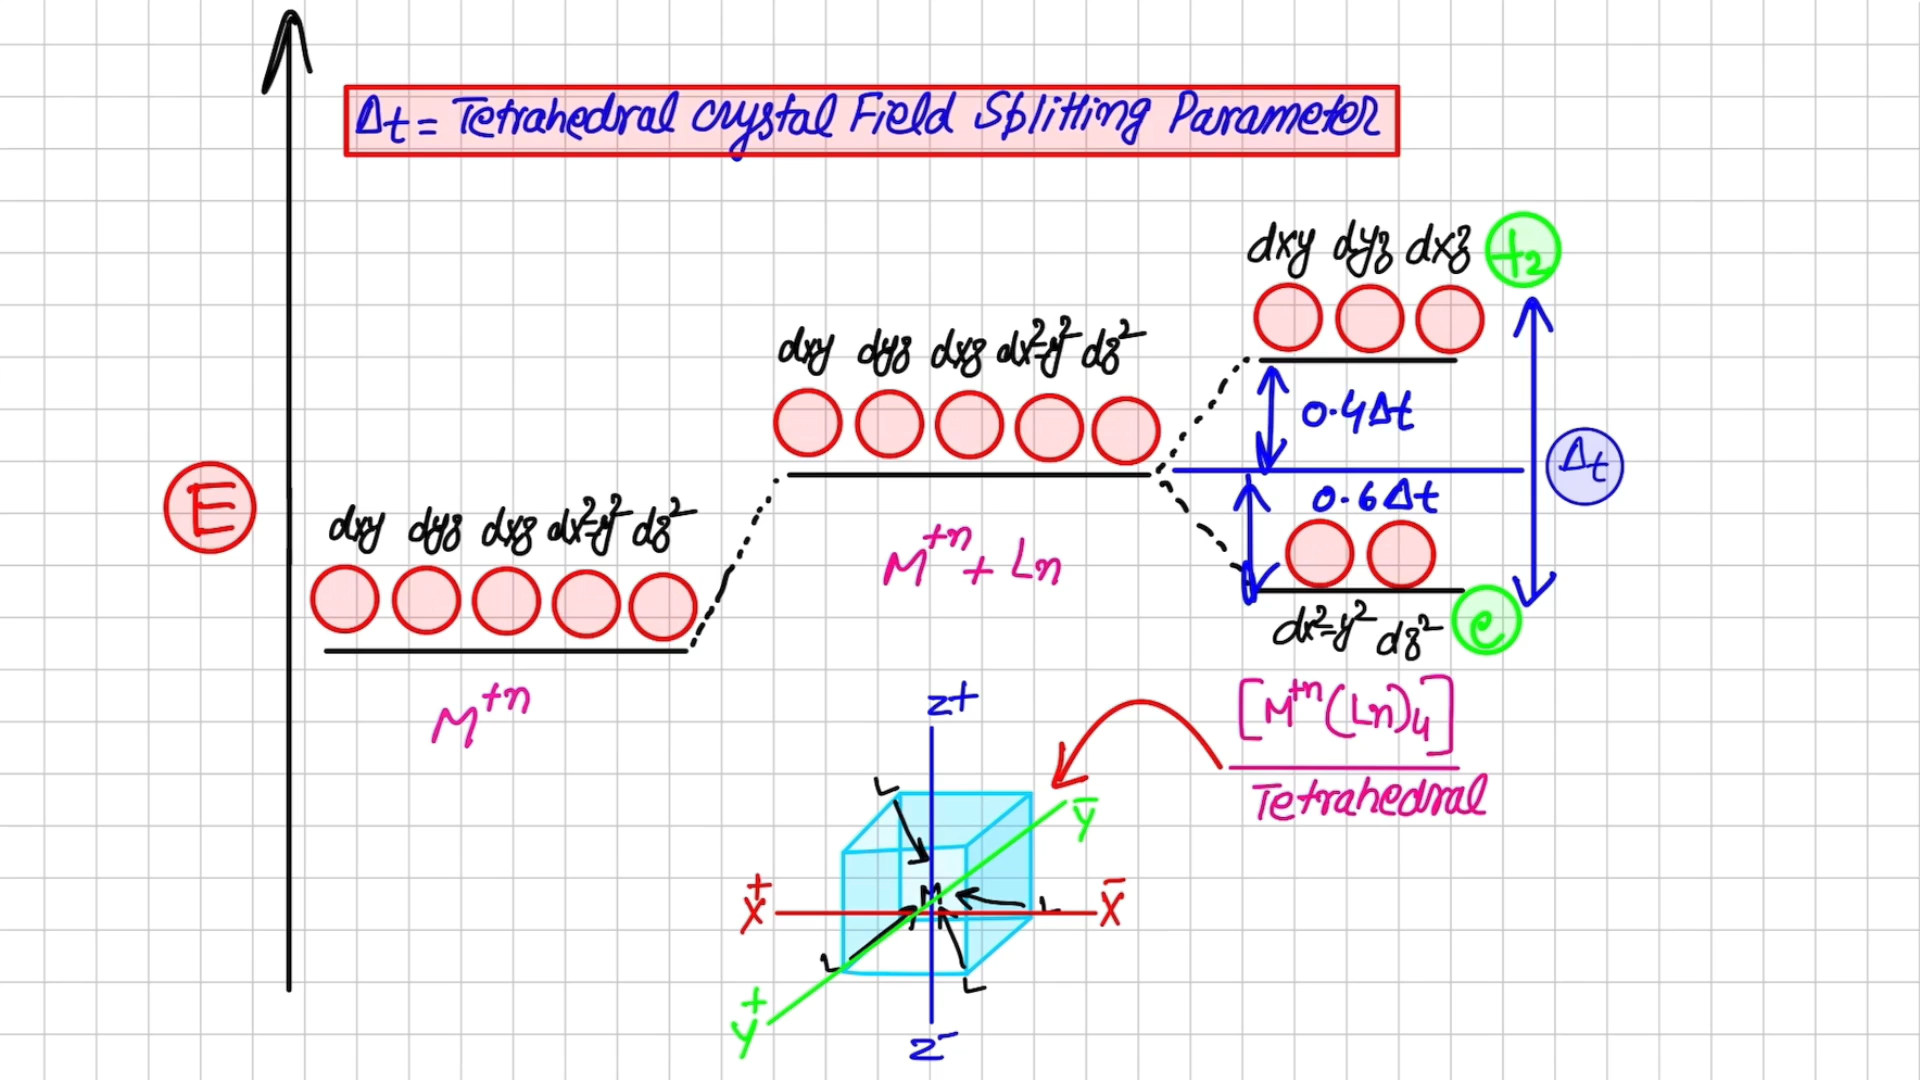 Δt = Tetrahedral crystal Field Splitting Parameter
dxy dyz dxz t₂
dxy dyz dxz dx²-y² dz²
0.4Δt
Δt
0.6Δt
E
dxy dyz dxz dx²-y² dz²
M⁺ⁿ + Ln
dx²-y² dz² e
M⁺ⁿ
[M⁺ⁿ(Ln)₄]
Tetrahedral
z+
L
ȳ
M
x⁺
x̄
L
L
L
y⁺
z⁻